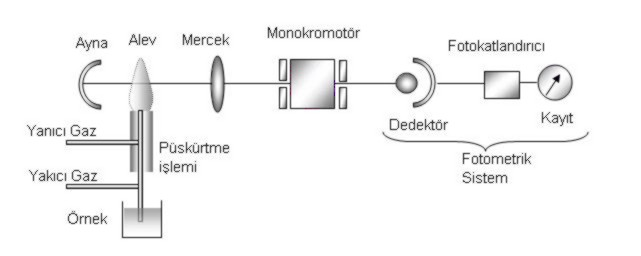 Ayna
Alev
Mercek
Monokromotör
Fotokatlandırıcı
Yanıcı Gaz
Püskürtme
işlemi
Yakıcı Gaz
Örnek
Dedektör
Kayıt
Fotometrik
Sistem